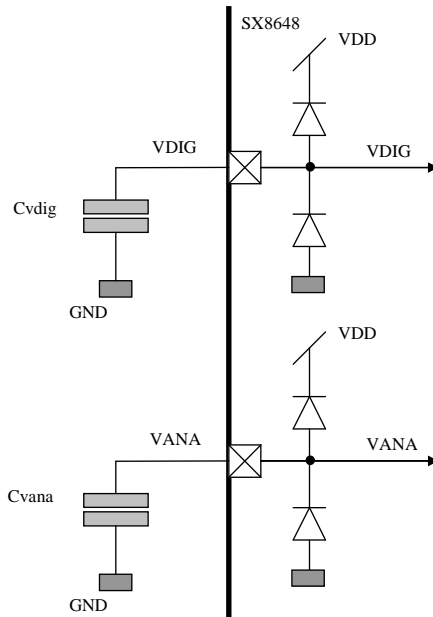 SX8648
VDD
VDIG
VDIG
Cvdig
GND
VDD
VANA
VANA
Cvana
GND